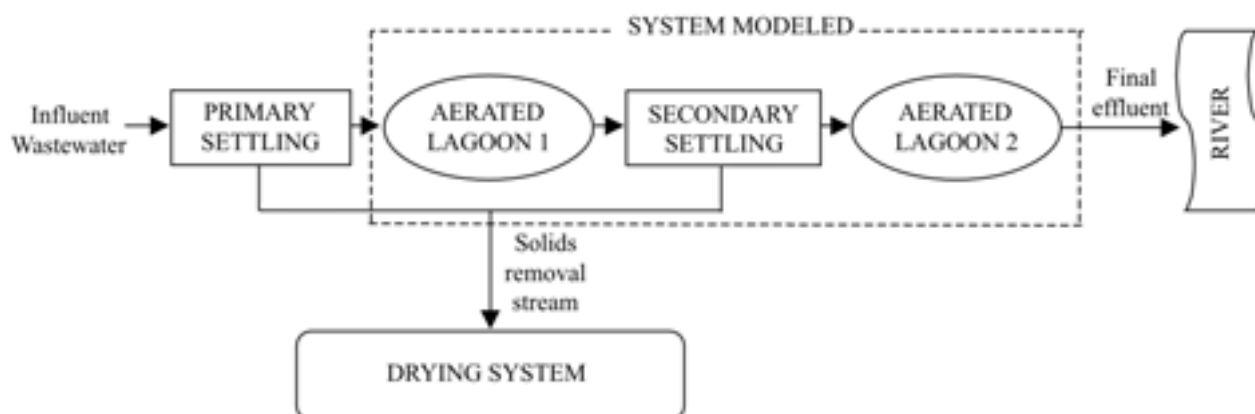 SYSTEM MODELED
Influent
Wastewater
PRIMARY
SETTLING
AERATED
LAGOON 1
SECONDARY
SETTLING
AERATED
LAGOON 2
Final
effluent
RIVER
Solids
removal
stream
DRYING SYSTEM